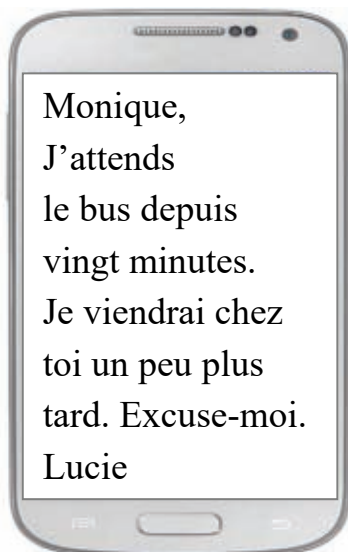 Monique,
J’attends
le bus depuis
vingt minutes.
Je viendrai chez
toi un peu plus
tard. Excuse-moi.
Lucie